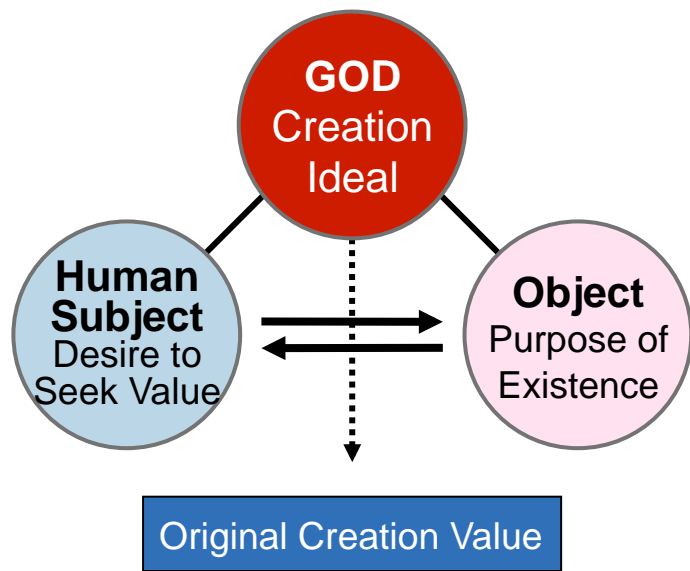 GOD
Creation
Ideal
Human
Subject
Desire to
Seek Value
Object
Purpose of
Existence
Original Creation Value